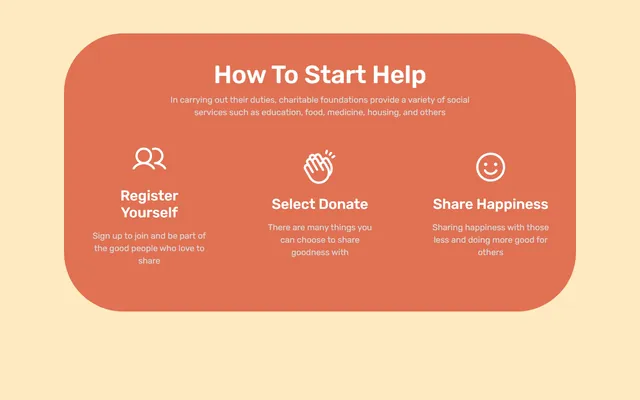 How To Start Help
In carrying out their duties, charitable foundations provide a variety of social
services such as education, food, medicine, housing, and others
Register
Yourself
Sign up to join and be part of
the good people who love to
share
Select Donate
There are many things you
can choose to share
goodness with
Share Happiness
Sharing happiness with those
less and doing more good for
others